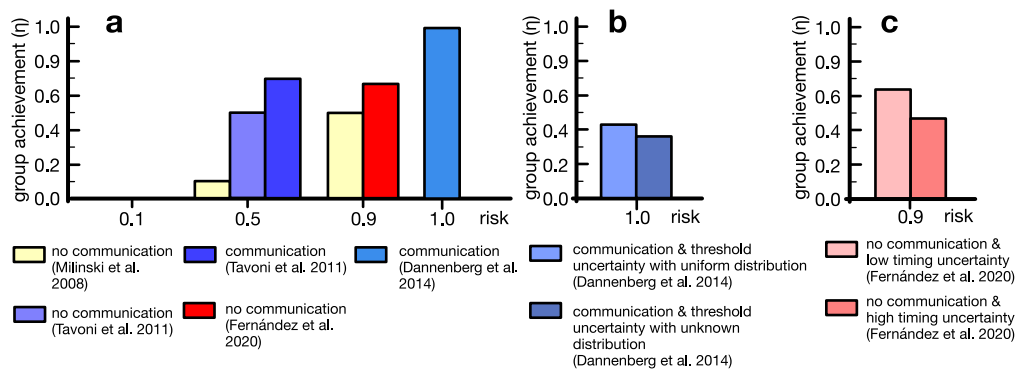 a
group achievement (η)
1.0
0.9
0.6
0.4
0.2
0.0
0.1
0.5
0.9
1.0
risk
no communication
(Milinski et al.
2008)
communication
(Tavoni et al. 2011)
communication
(Dannenberg et al.
2014)
no communication
(Tavoni et al. 2011)
no communication
(Fernández et al.
2020)
b
group achievement (η)
1.0
0.9
0.6
0.4
0.2
0.0
1.0
risk
communication & threshold
uncertainty with uniform distribution
(Dannenberg et al. 2014)
communication & threshold
uncertainty with unknown
distribution
(Dannenberg et al. 2014)
c
group achievement (η)
1.0
0.9
0.6
0.4
0.2
0.0
0.9
risk
no communication &
low timing uncertainty
(Fernández et al. 2020)
no communication &
high timing uncertainty
(Fernández et al. 2020)